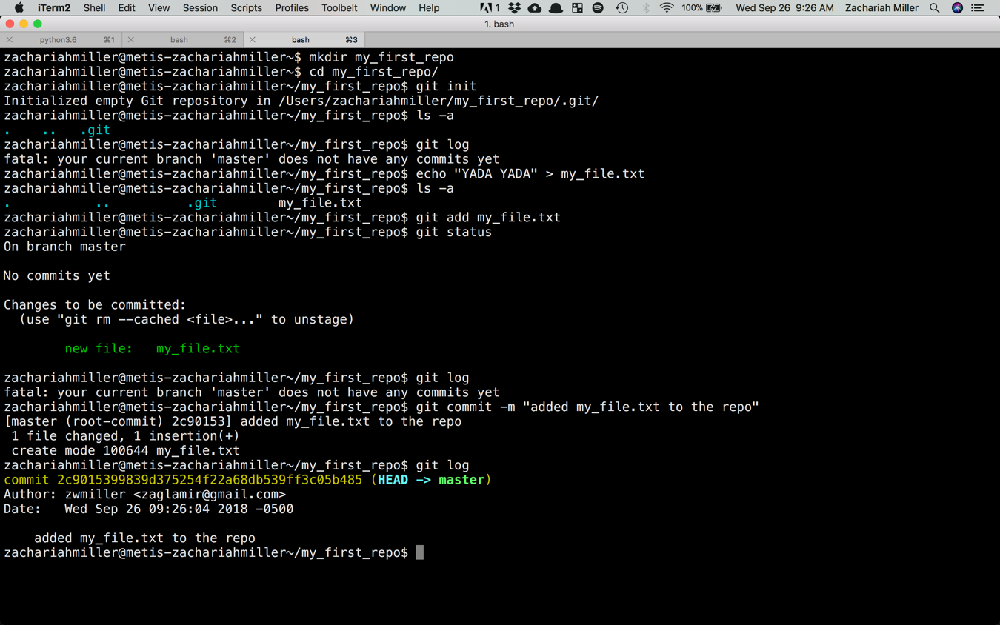 iTerm2 Shell Edit View Session Scripts Profiles Toolbelt Window Help 1 100% Wed Sep 26 9:26 AM Zachariah Miller
1. bash
python3.6 ⌘1 bash ⌘2 bash ⌘3
zachariahmiller@metis-zachariahmiller~$ mkdir my_first_repo
zachariahmiller@metis-zachariahmiller~$ cd my_first_repo/
zachariahmiller@metis-zachariahmiller~/my_first_repo$ git init
Initialized empty Git repository in /Users/zachariahmiller/my_first_repo/.git/
zachariahmiller@metis-zachariahmiller~/my_first_repo$ ls -a
. .. .git
zachariahmiller@metis-zachariahmiller~/my_first_repo$ git log
fatal: your current branch 'master' does not have any commits yet
zachariahmiller@metis-zachariahmiller~/my_first_repo$ echo "YADA YADA" > my_file.txt
zachariahmiller@metis-zachariahmiller~/my_first_repo$ ls -a
. .. .git my_file.txt
zachariahmiller@metis-zachariahmiller~/my_first_repo$ git add my_file.txt
zachariahmiller@metis-zachariahmiller~/my_first_repo$ git status
On branch master
No commits yet
Changes to be committed:
(use "git rm --cached <file>..." to unstage)
new file: my_file.txt
zachariahmiller@metis-zachariahmiller~/my_first_repo$ git log
fatal: your current branch 'master' does not have any commits yet
zachariahmiller@metis-zachariahmiller~/my_first_repo$ git commit -m "added my_file.txt to the repo"
[master (root-commit) 2c90153] added my_file.txt to the repo
1 file changed, 1 insertion(+)
create mode 100644 my_file.txt
zachariahmiller@metis-zachariahmiller~/my_first_repo$ git log
commit 2c9015399839d375254f22a68db539ff3c05b485 (HEAD -> master)
Author: zwmiller <zaglamir@gmail.com>
Date: Wed Sep 26 09:26:04 2018 -0500
added my_file.txt to the repo
zachariahmiller@metis-zachariahmiller~/my_first_repo$